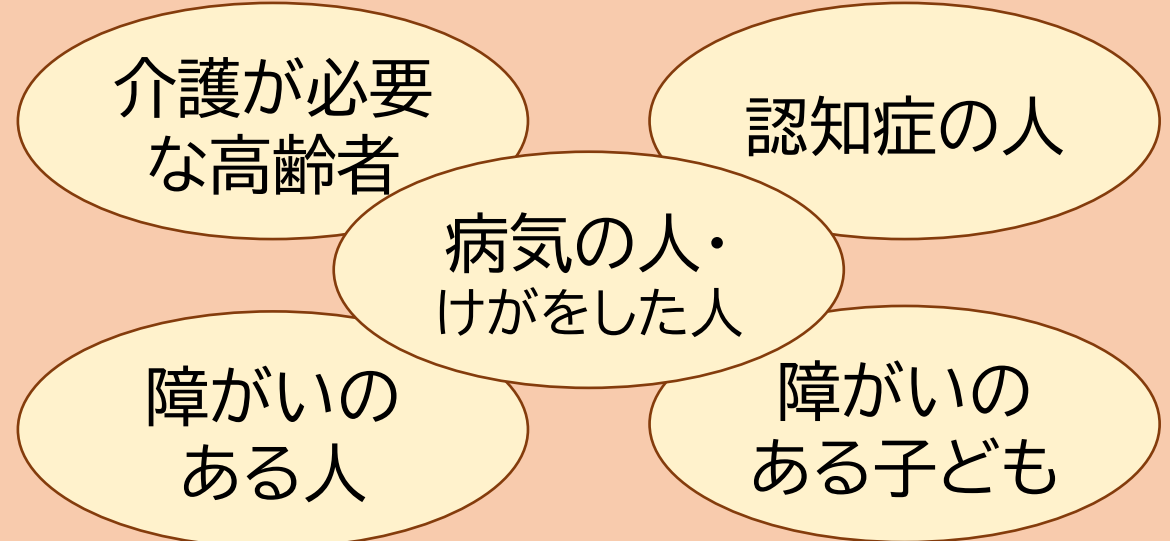 介護が必要
な高齢者
認知症の人
病気の人・
けがをした人
障がいの
ある人
障がいの
ある子ども